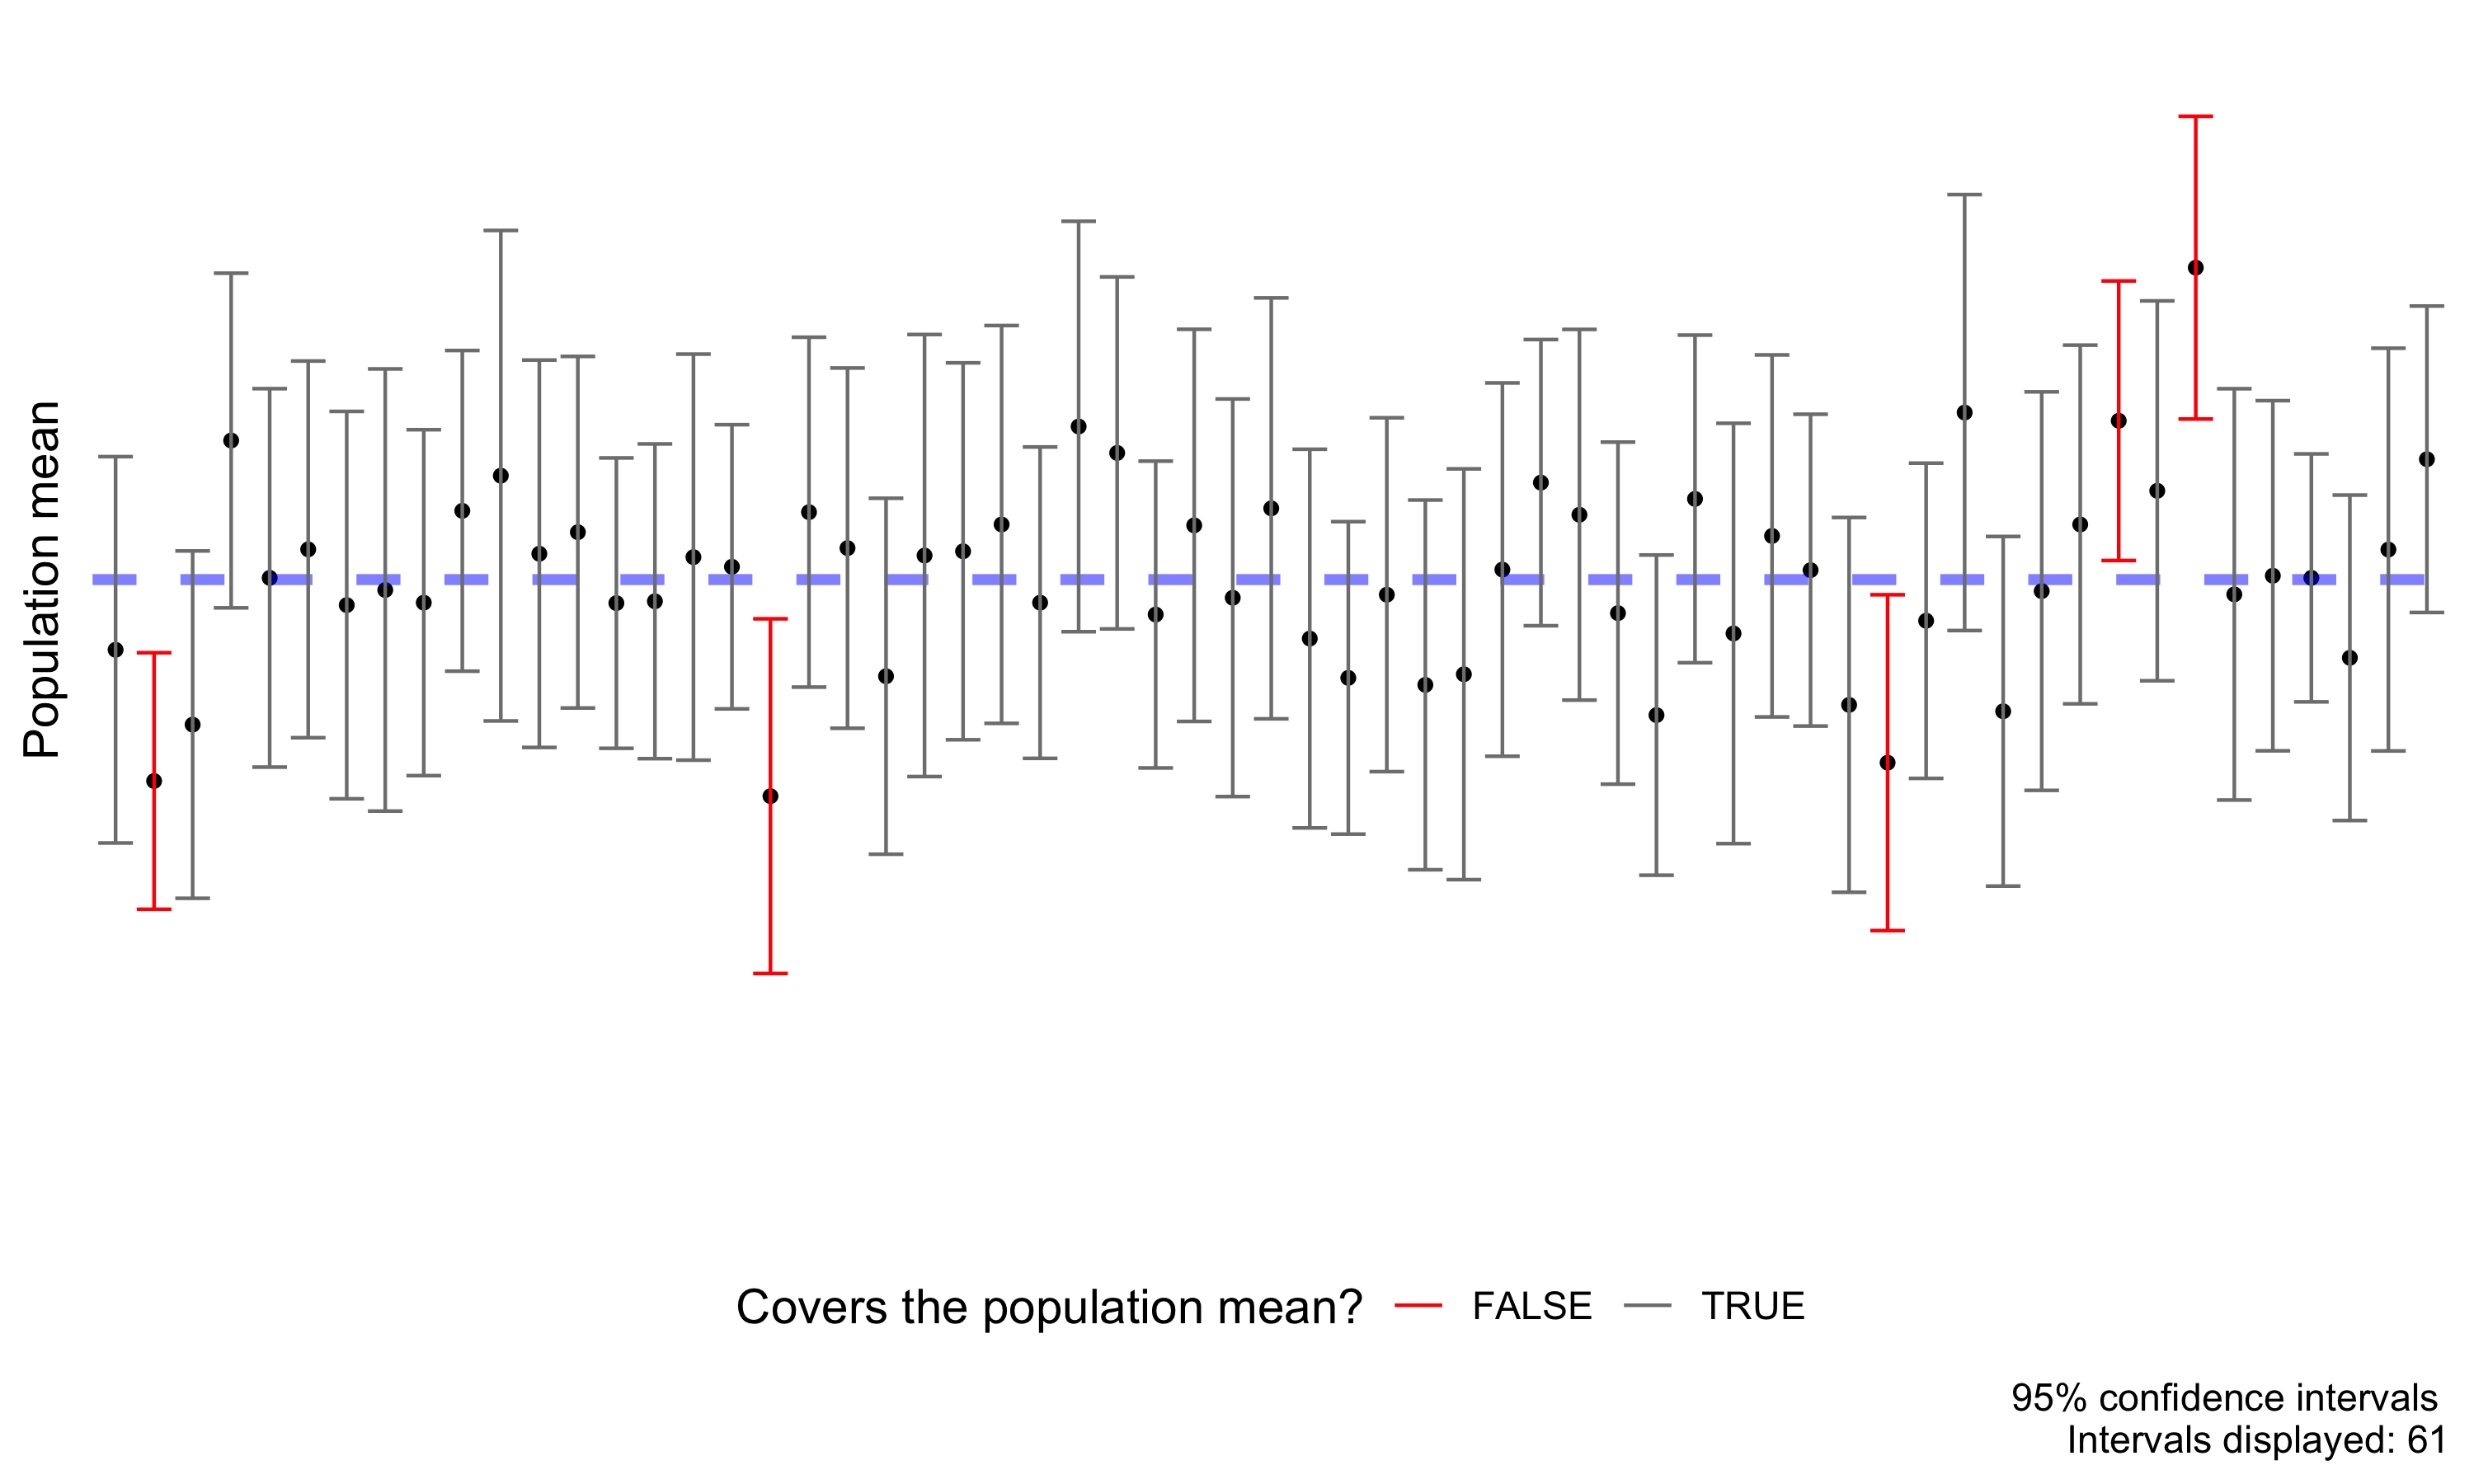 Population mean
Covers the population mean? FALSE TRUE
95% confidence intervals
Intervals displayed: 61